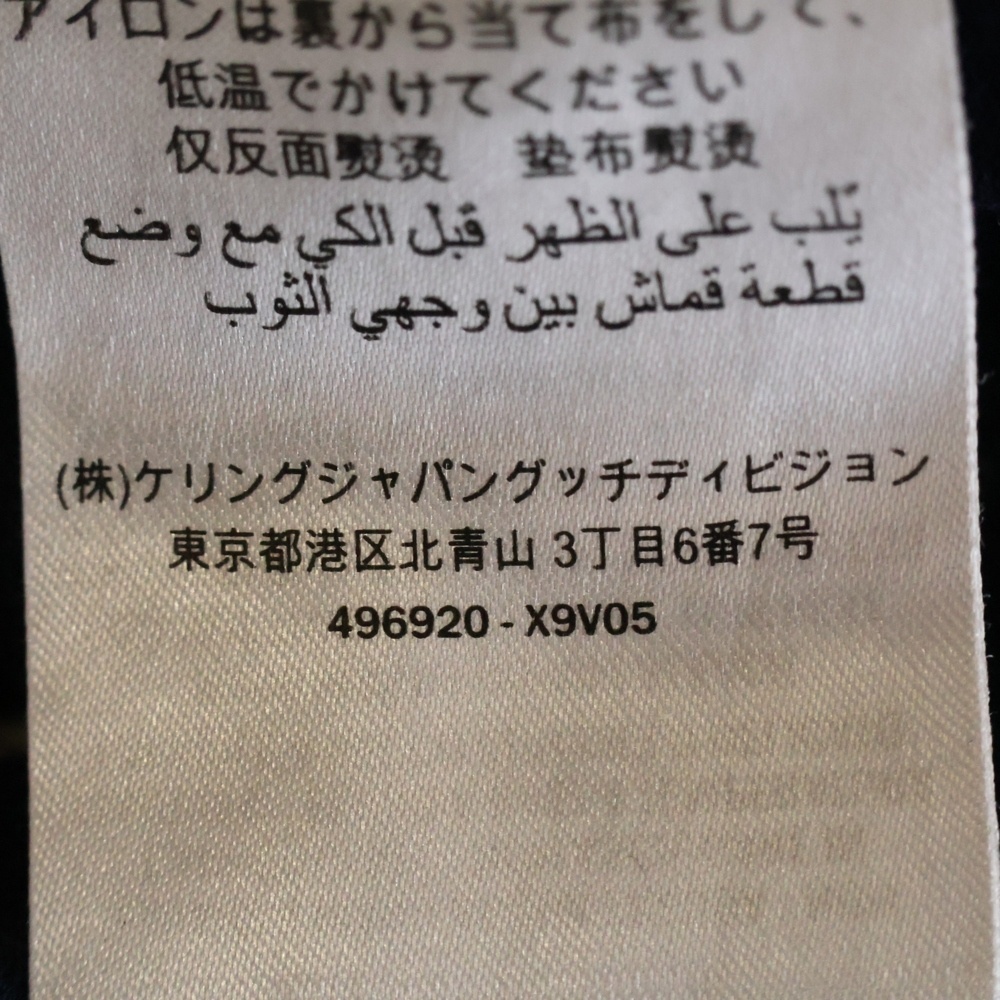 アイロンは裏から当て布をして、
低温でかけてください
仅反面熨烫 垫布熨烫
يّلب على الظهر قبل الكي مع وضع
قطعة قماش بين وجهي الثوب
(株)ケリングジャパングッチディビジョン
東京都港区北青山 3丁目6番7号
496920 - X9V05